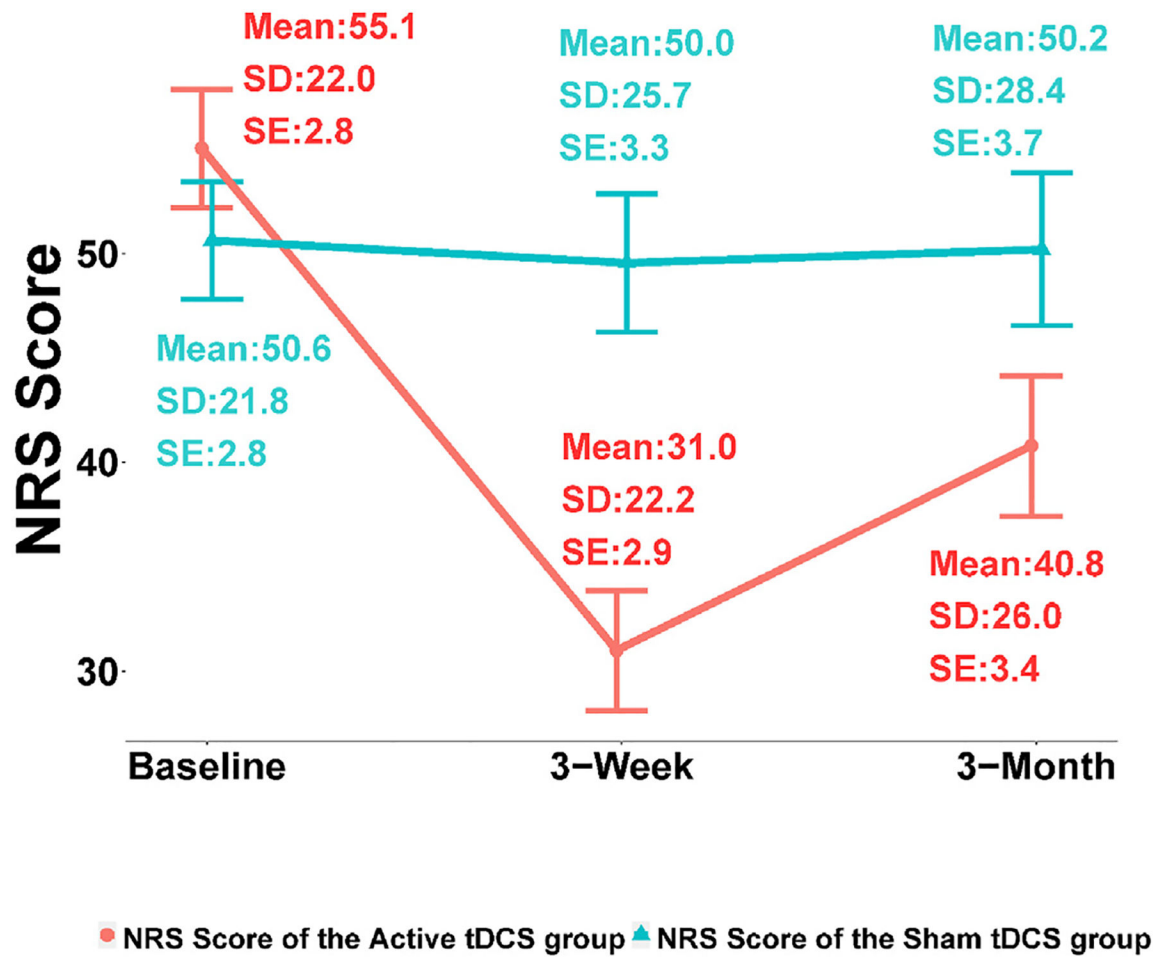 Mean:55.1
SD:22.0
SE:2.8
Mean:50.0
SD:25.7
SE:3.3
Mean:50.2
SD:28.4
SE:3.7
NRS Score
50
40
30
Mean:50.6
SD:21.8
SE:2.8
Mean:31.0
SD:22.2
SE:2.9
Mean:40.8
SD:26.0
SE:3.4
Baseline
3−Week
3−Month
NRS Score of the Active tDCS group
NRS Score of the Sham tDCS group